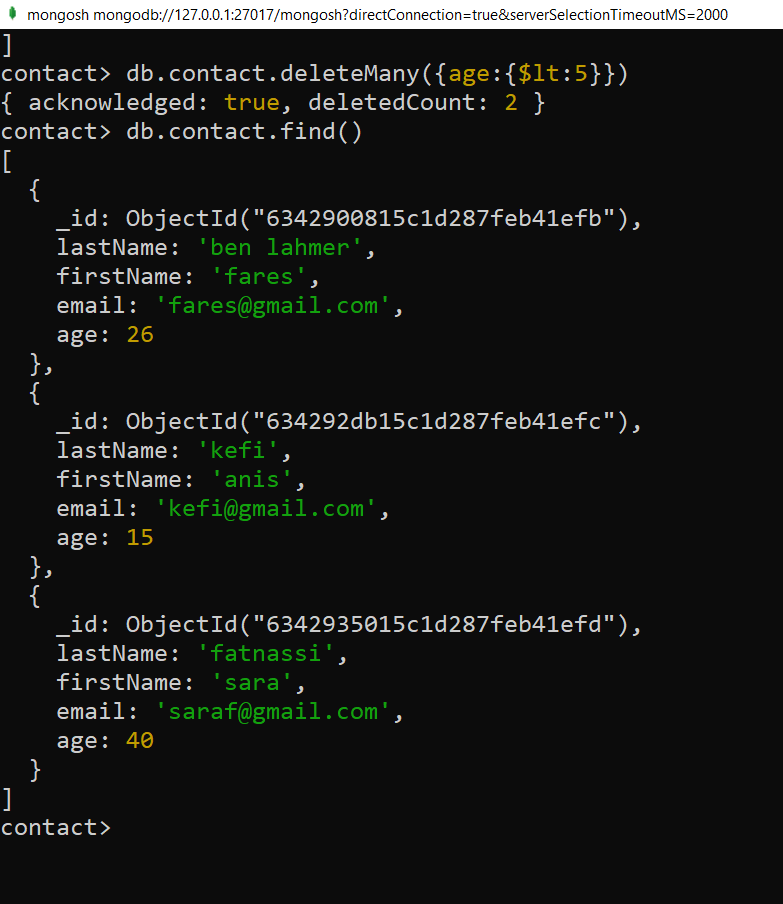 mongosh mongodb://127.0.0.1:27017/mongosh?directConnection=true&serverSelectionTimeoutMS=2000
]
contact> db.contact.deleteMany({age:{$lt:5}})
{ acknowledged: true, deletedCount: 2 }
contact> db.contact.find()
[
  {
    _id: ObjectId("6342900815c1d287feb41efb"),
    lastName: 'ben lahmer',
    firstName: 'fares',
    email: 'fares@gmail.com',
    age: 26
  },
  {
    _id: ObjectId("634292db15c1d287feb41efc"),
    lastName: 'kefi',
    firstName: 'anis',
    email: 'kefi@gmail.com',
    age: 15
  },
  {
    _id: ObjectId("6342935015c1d287feb41efd"),
    lastName: 'fatnassi',
    firstName: 'sara',
    email: 'saraf@gmail.com',
    age: 40
  }
]
contact>